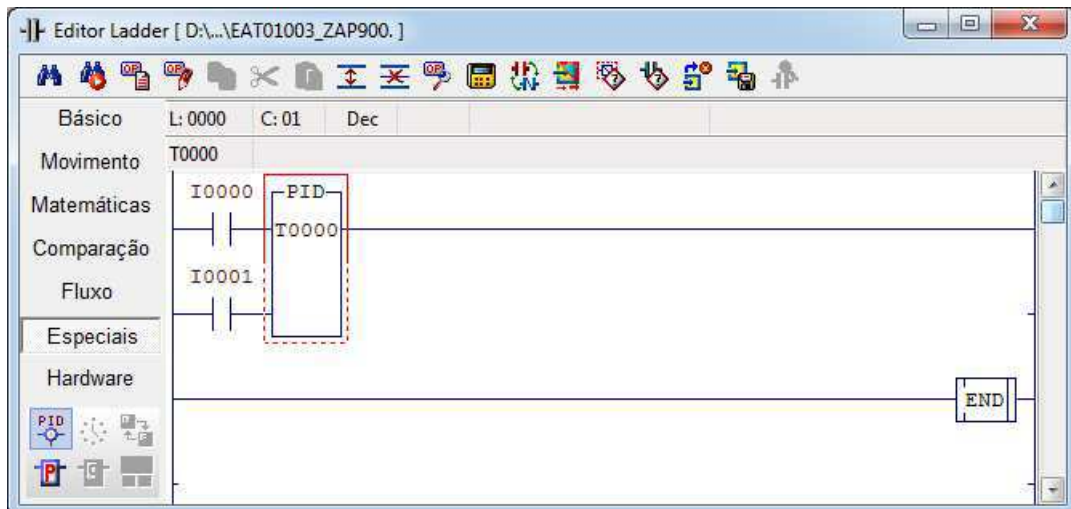 Editor Ladder [ D:\...\EAT01003_ZAP900. ]
Básico
L: 0000 C: 01 Dec
Movimento
T0000
Matemáticas
Comparação
Fluxo
Especiais
Hardware
I0000
PID
T0000
I0001
END
PID
P
C